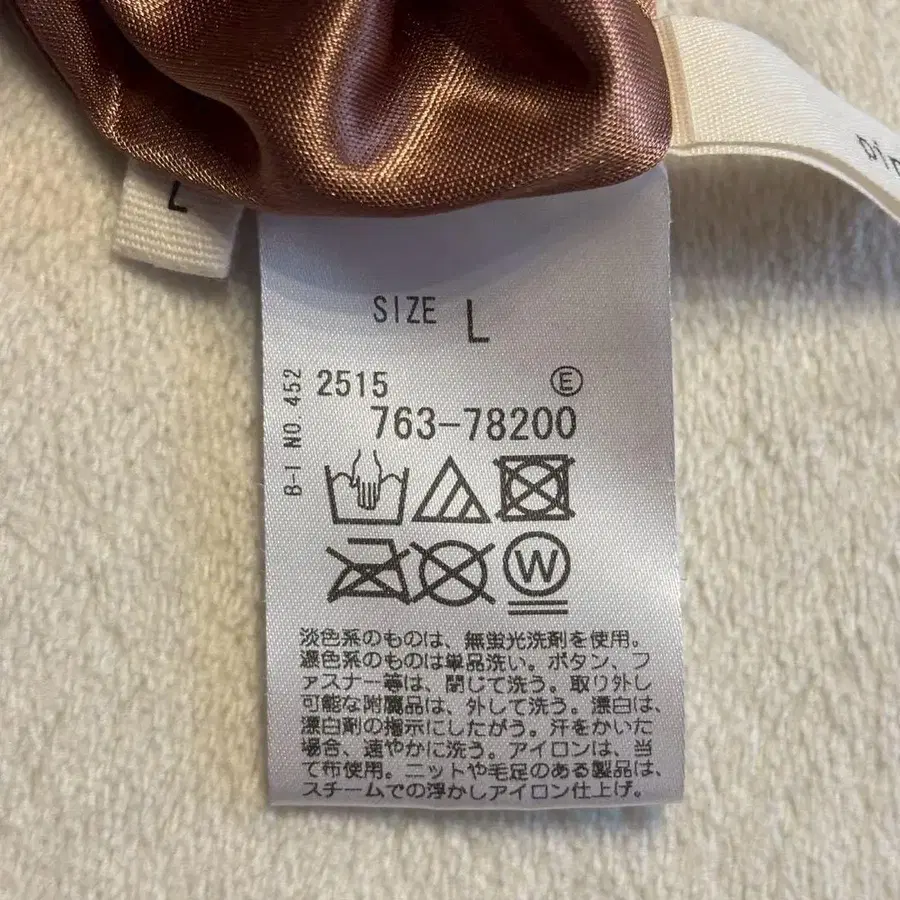 L
SIZE L
B-1 NO.452
2515 Ⓔ
763-78200
W
淡色系のものは、無蛍光洗剤を使用。
濃色系のものは単品洗い。ボタン、フ
ァスナー等は、閉じて洗う。取り外し
可能な附属品は、外して洗う。漂白は、
漂白剤の指示にしたがう。汗をかいた
場合、速やかに洗う。アイロンは、当
て布使用。ニットや毛足のある製品は、
スチームでの浮かしアイロン仕上げ。